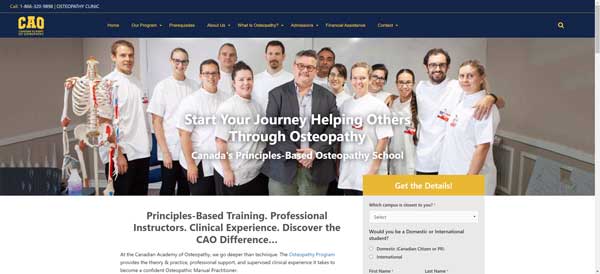 Call: 1-866-320-9898 | OSTEOPATHY CLINIC
CAO
CANADIAN ACADEMY
OF OSTEOPATHY
Home
Our Program
Prerequisites
About Us
What is Osteopathy?
Admissions
Financial Assistance
Contact
Start Your Journey Helping Others
Through Osteopathy
Canada's Principles-Based Osteopathy School
Principles-Based Training. Professional
Instructors. Clinical Experience. Discover the
CAO Difference...
At the Canadian Academy of Osteopathy, we go deeper than technique. The Osteopathy Program
provides the theory & practice, professional support, and supervised clinical experience it takes to
become a confident Osteopathic Manual Practitioner.
Get the Details!
Which campus is closest to you? *
Select
Would you be a Domestic or International
student?
Domestic (Canadian Citizen or PR)
International
First Name *
Last Name *